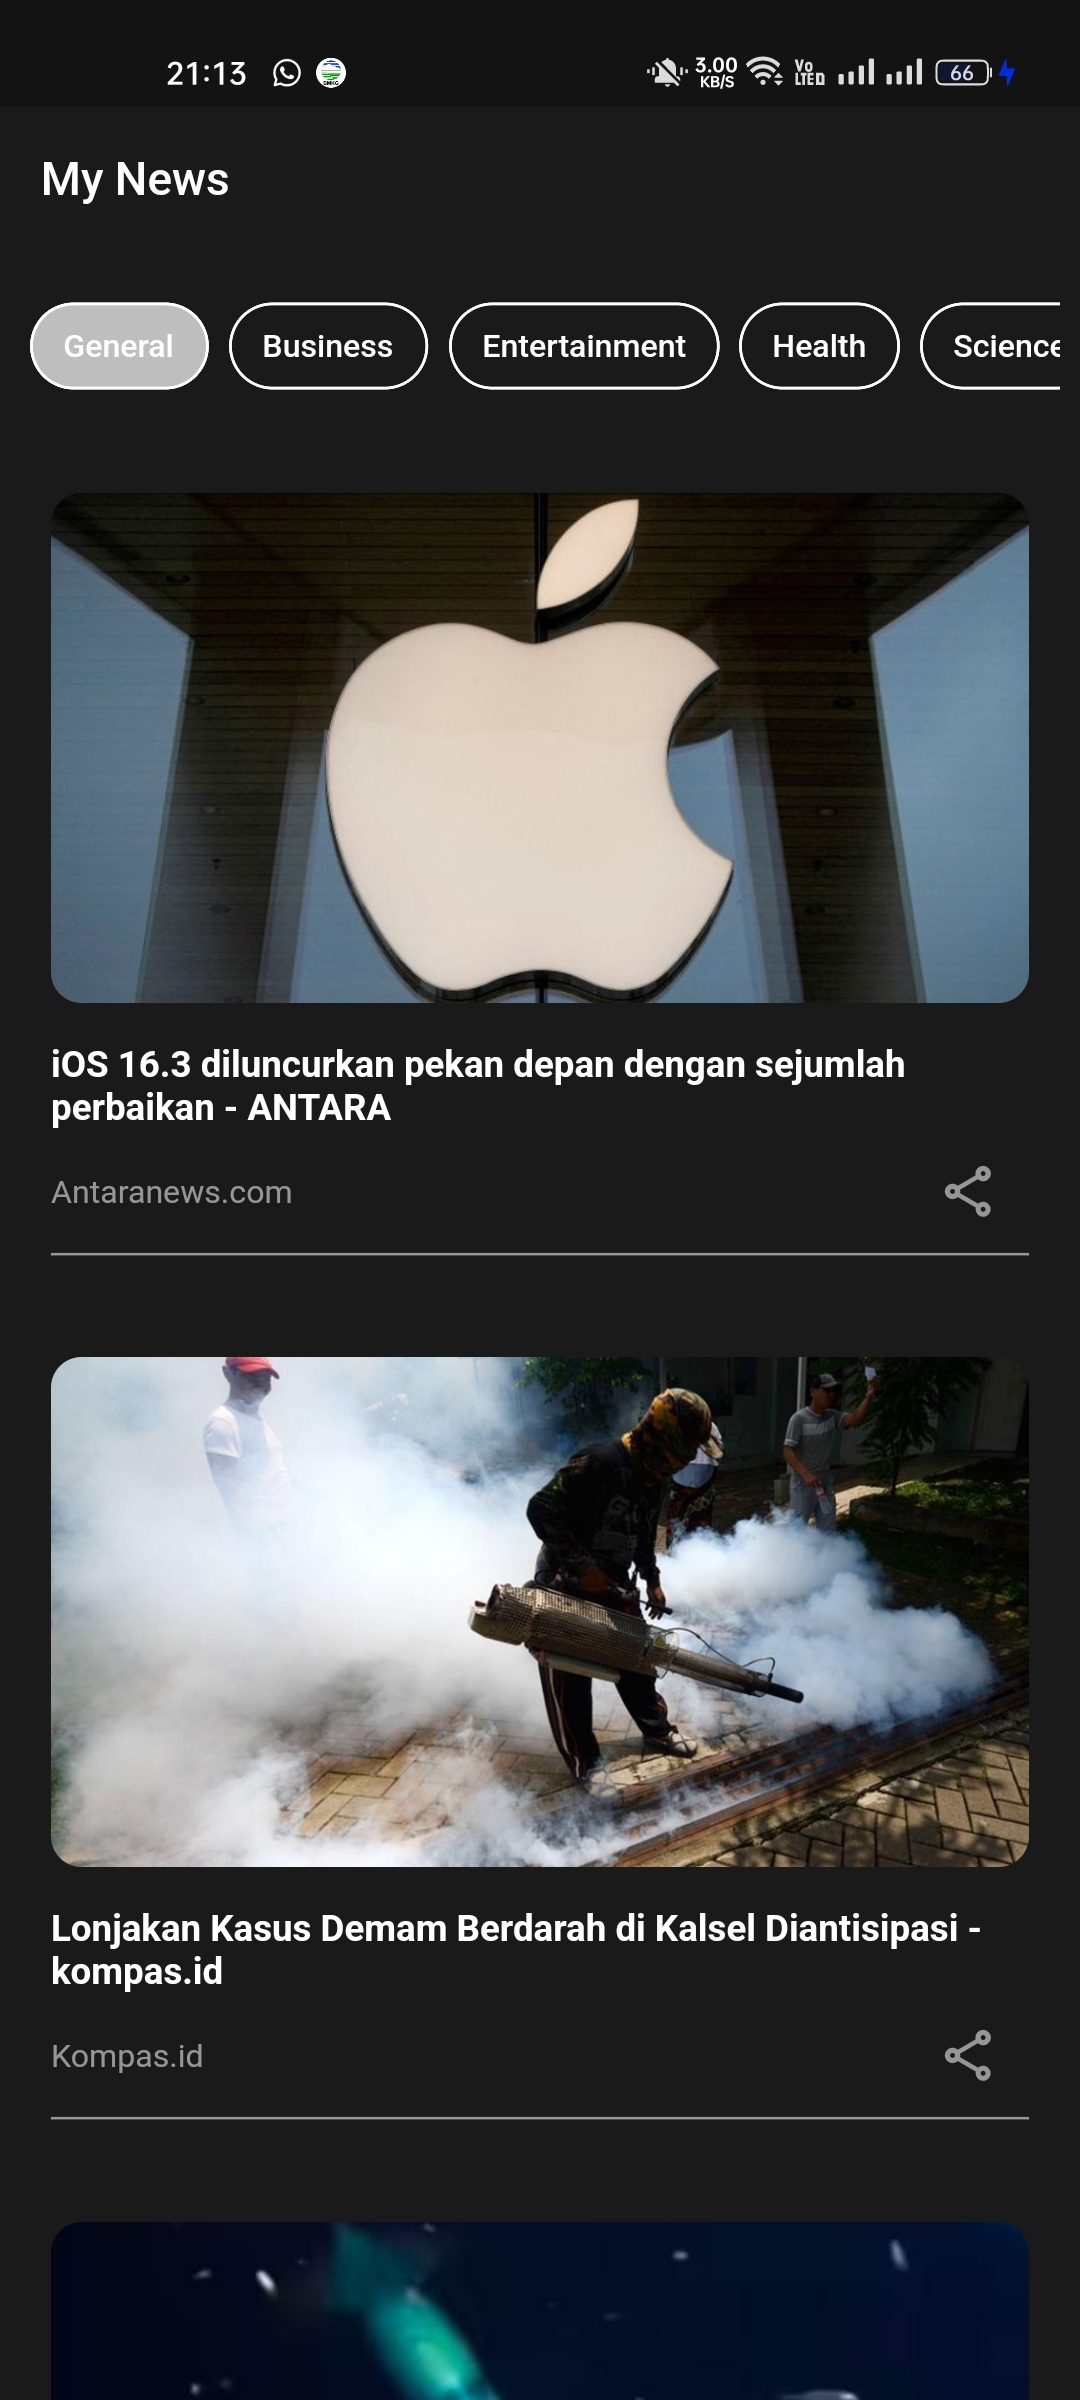 21:13
3.00
KB/S
Vo
LTE
66
My News
General
Business
Entertainment
Health
Science
iOS 16.3 diluncurkan pekan depan dengan sejumlah
perbaikan - ANTARA
Antaranews.com
Lonjakan Kasus Demam Berdarah di Kalsel Diantisipasi -
kompas.id
Kompas.id